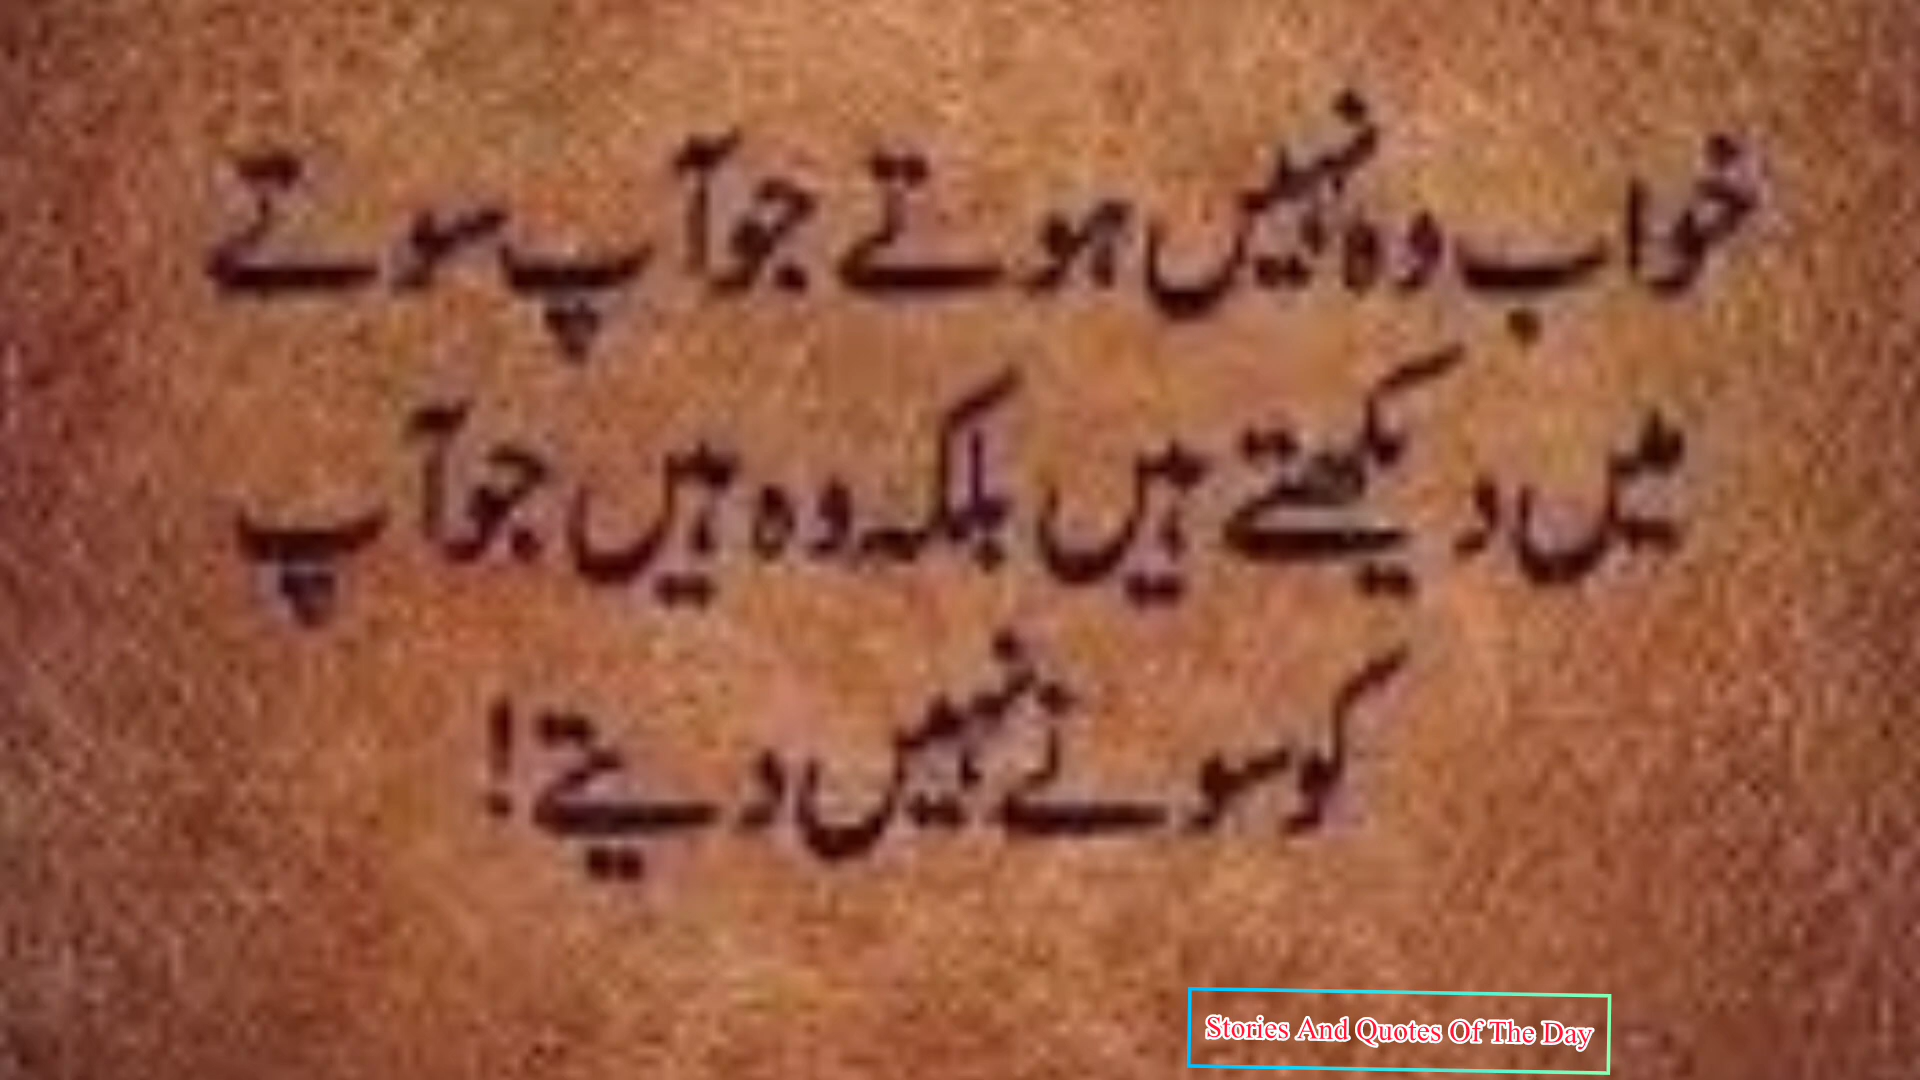 خواب وہ نہیں ہوتے جو آپ سوتے
میں دیکھتے ہیں بلکہ وہ ہیں جو آپ
کو سونے نہیں دیتے!
Stories And Quotes Of The Day